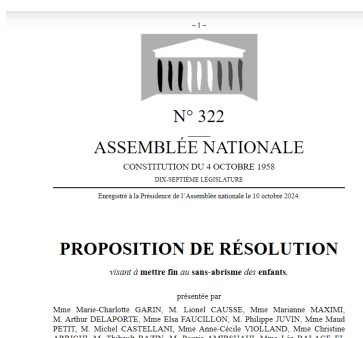 – 1 –
N° 322
ASSEMBLÉE NATIONALE
CONSTITUTION DU 4 OCTOBRE 1958
DIX-SEPTIÈME LÉGISLATURE
Enregistré à la Présidence de l'Assemblée nationale le 10 octobre 2024.
PROPOSITION DE RÉSOLUTION
visant à mettre fin au sans-abrisme des enfants,
présentée par
Mme Marie-Charlotte GARIN, M. Lionel CAUSSE, Mme Marianne MAXIMI,
M. Arthur DELAPORTE, Mme Elsa FAUCILLON, M. Philippe JUVIN, Mme Maud
PETIT, M. Michel CASTELLANI, Mme Anne-Cécile VIOLLAND, Mme Christine